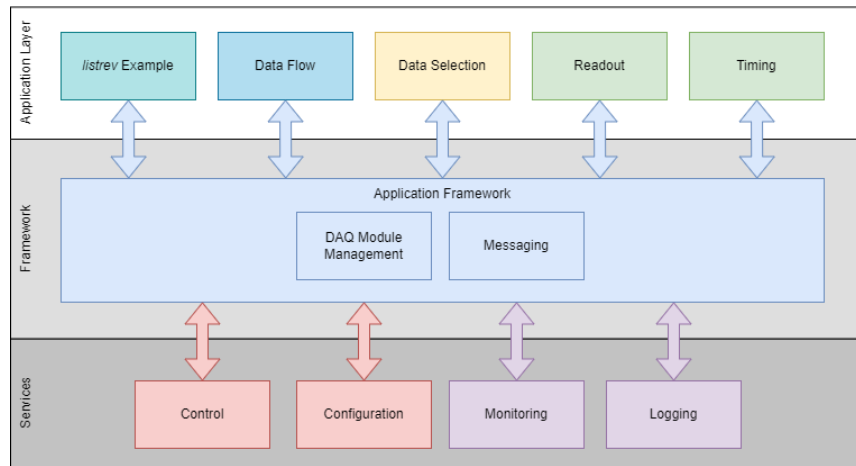 Application Layer
listrev Example
Data Flow
Data Selection
Readout
Timing
Framework
Application Framework
DAQ Module
Management
Messaging
Services
Control
Configuration
Monitoring
Logging